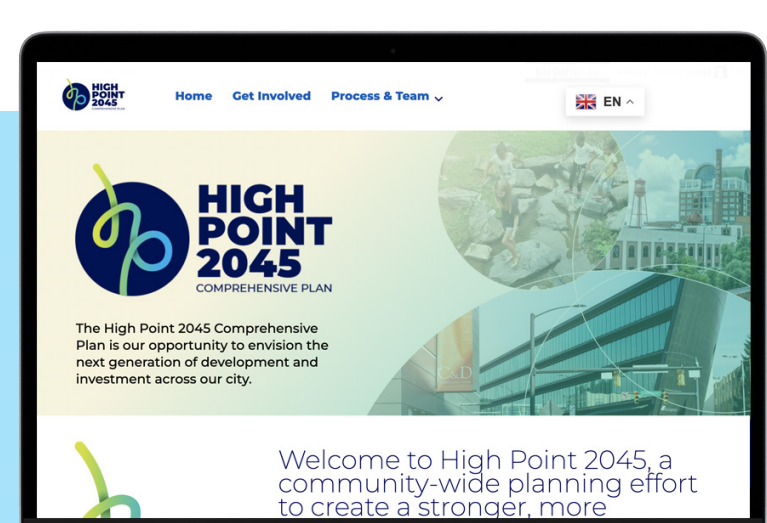 HIGH
POINT
2045
COMPREHENSIVE PLAN
Home
Get Involved
Process & Team
EN
HIGH
POINT
2045
COMPREHENSIVE PLAN
The High Point 2045 Comprehensive
Plan is our opportunity to envision the
next generation of development and
investment across our city.
C&D
Welcome to High Point 2045, a
community-wide planning effort
to create a stronger, more